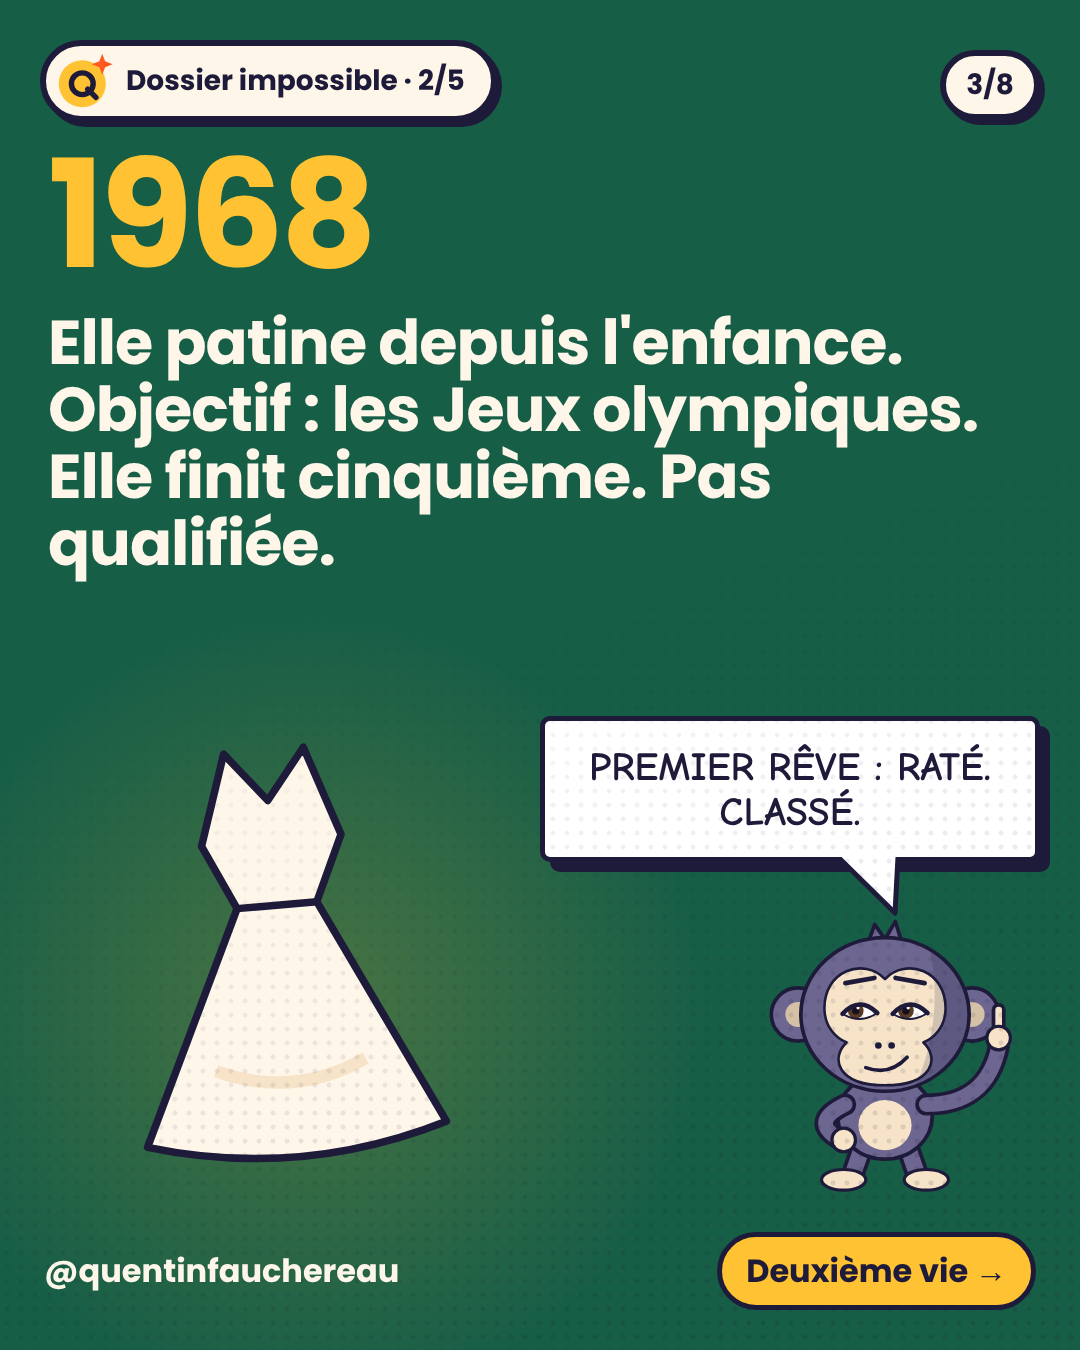 Q Dossier impossible · 2/5
3/8
1968
Elle patine depuis l'enfance.
Objectif : les Jeux olympiques.
Elle finit cinquième. Pas
qualifiée.
PREMIER RÊVE : RATÉ.
CLASSÉ.
@quentinfauchereau
Deuxième vie →